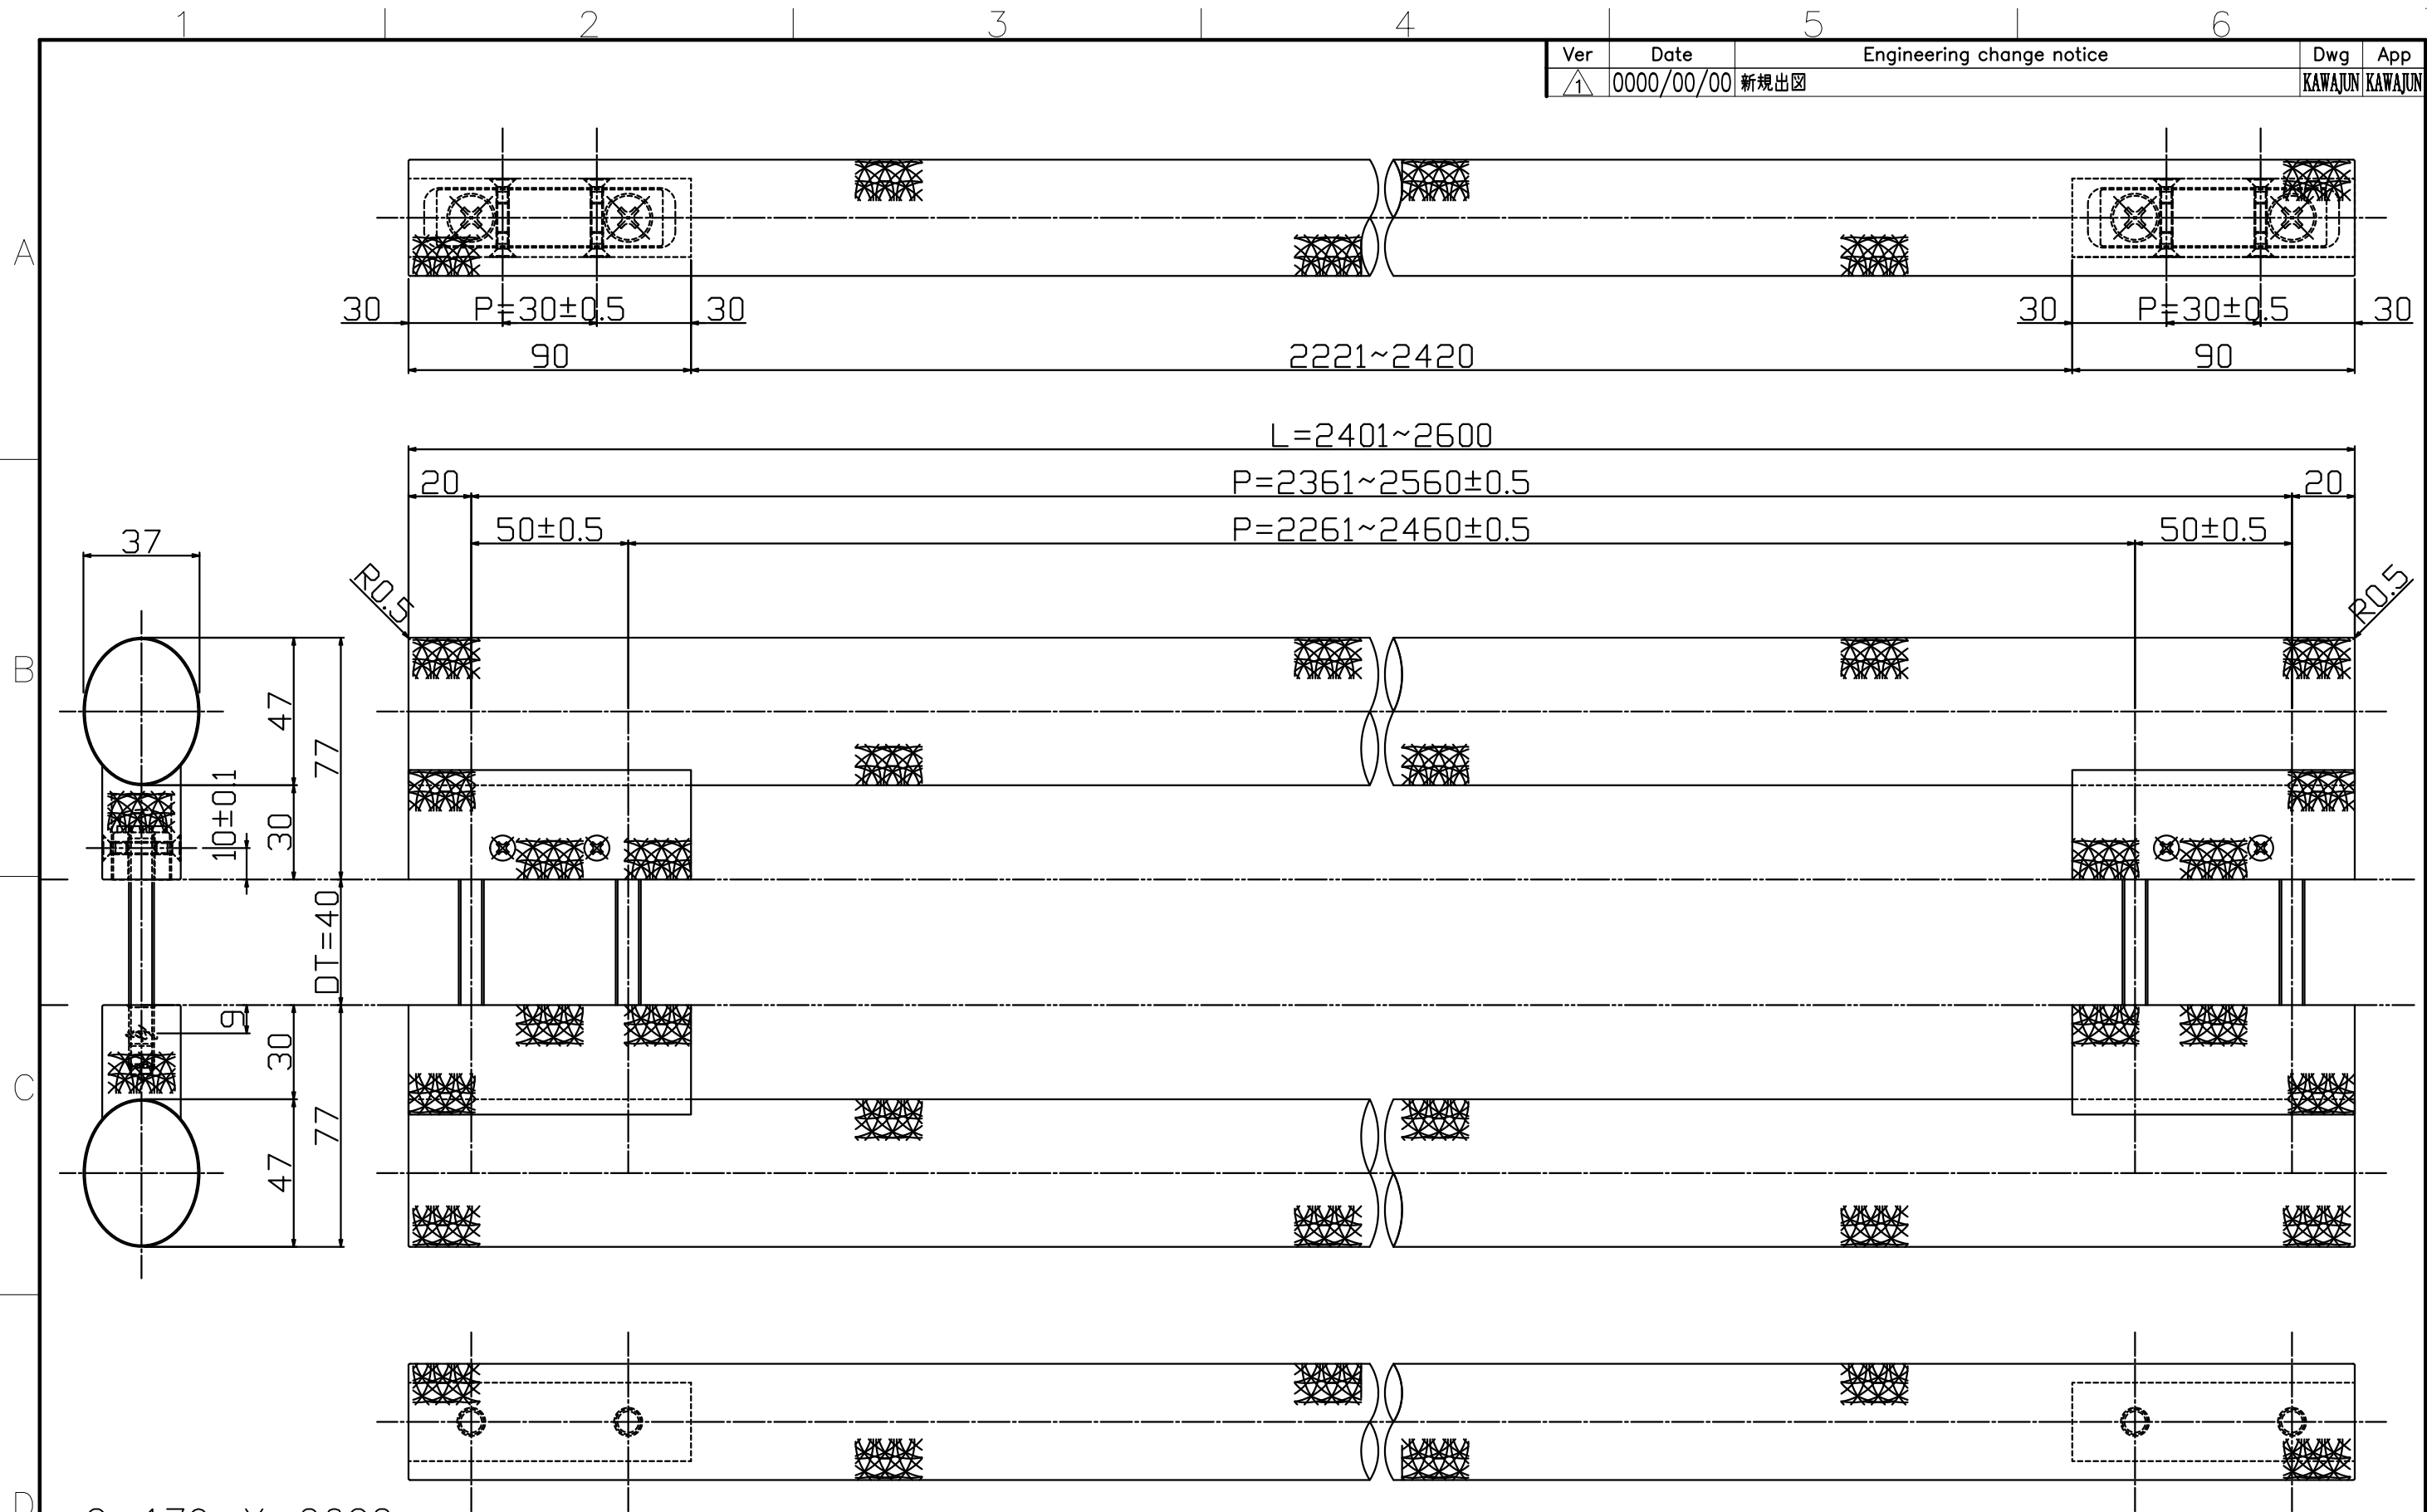 1 2 3 4 5 6
Ver Date Engineering change notice Dwg App
1 0000/00/00 新規出図 KAWAJUN KAWAJUN
A
30 P=30±0.5 30 30 P=30±0.5 30
90 2221~2420 90
L=2401~2600
20 P=2361~2560±0.5 20
50±0.5 P=2261~2460±0.5 50±0.5
37
R0.5 R0.5
B
47
77
10±0.1
30
DT=40
9
30
C
77
47
D